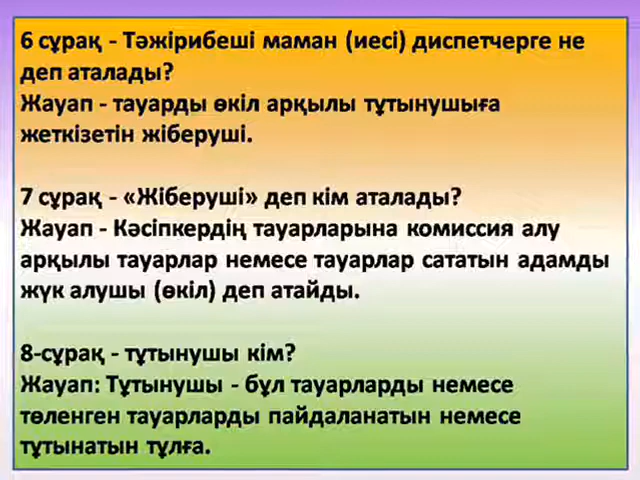 6 сұрақ - Тәжірибеші маман (иесі) диспетчерге не
деп аталады?
Жауап - тауарды өкіл арқылы тұтынушыға
жеткізетін жіберуші.
7 сұрақ - «Жіберуші» деп кім аталады?
Жауап - Кәсіпкердің тауарларына комиссия алу
арқылы тауарлар немесе тауарлар сататын адамды
жүк алушы (өкіл) деп атайды.
8-сұрақ - тұтынушы кім?
Жауап: Тұтынушы - бұл тауарларды немесе
төленген тауарларды пайдаланатын немесе
тұтынатын тұлға.